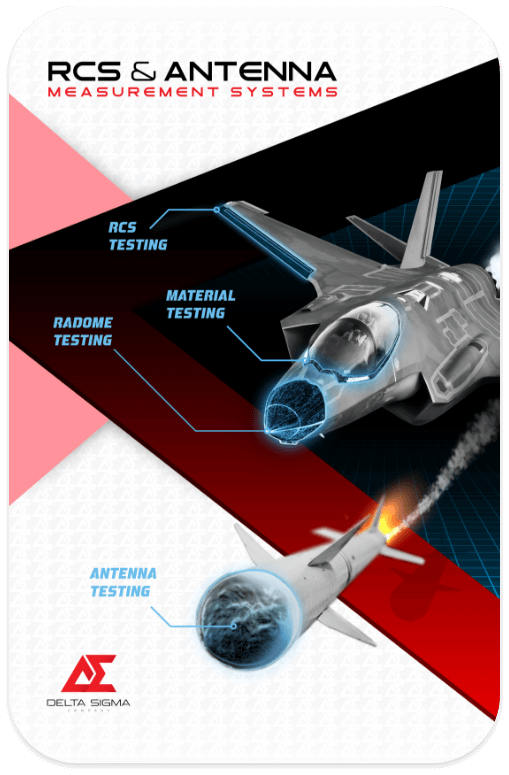 RCS & ANTENNA
MEASUREMENT SYSTEMS
RCS
TESTING
MATERIAL
TESTING
RADOME
TESTING
ANTENNA
TESTING
DELTA SIGMA
COMPANY